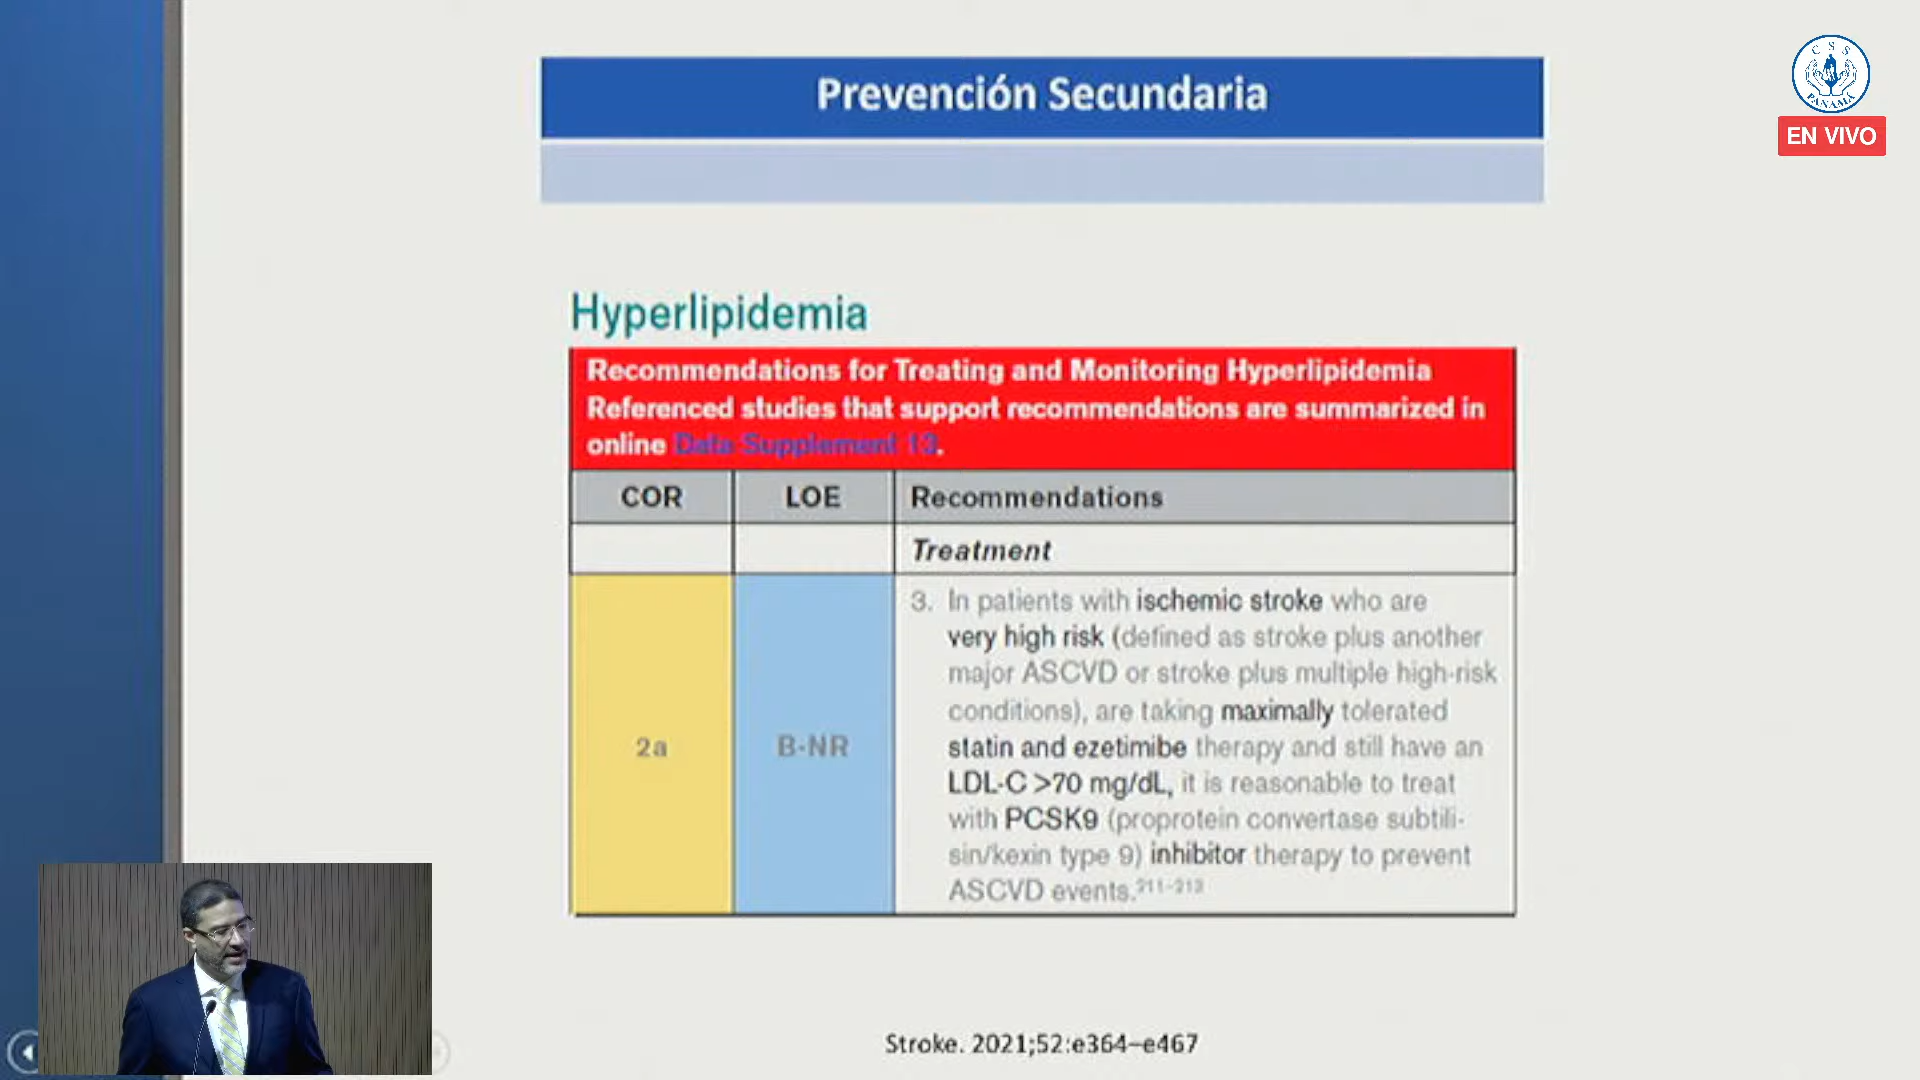 Prevención Secundaria
CSS
PANAMÁ
EN VIVO
Hyperlipidemia
Recommendations for Treating and Monitoring Hyperlipidemia
Referenced studies that support recommendations are summarized in
online Data Supplement 13.
COR LOE Recommendations
Treatment
2a B-NR
3. In patients with ischemic stroke who are
very high risk (defined as stroke plus another
major ASCVD or stroke plus multiple high-risk
conditions), are taking maximally tolerated
statin and ezetimibe therapy and still have an
LDL-C >70 mg/dL, it is reasonable to treat
with PCSK9 (proprotein convertase subtili-
sin/kexin type 9) inhibitor therapy to prevent
ASCVD events.211–213
Stroke. 2021;52:e364–e467